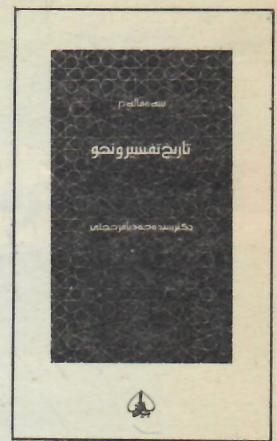 سه مقاله در
تاریخ تفسیر و نحو
دکتر سید محمد باقر حجتی